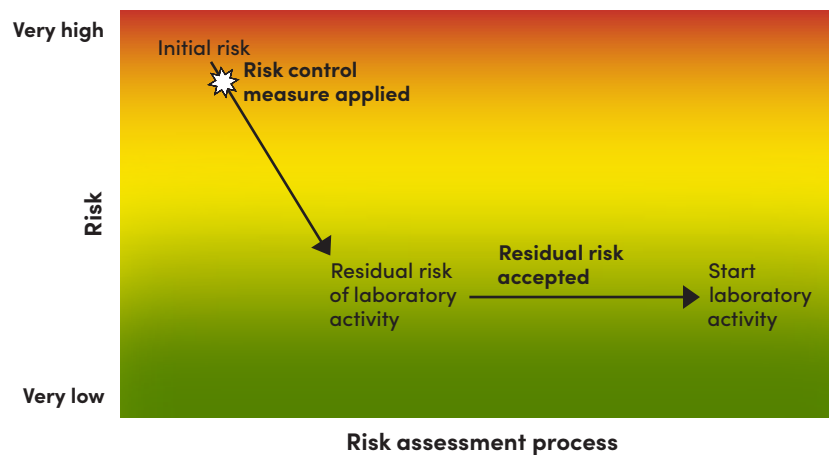 Very high
Initial risk
Risk control
measure applied
Risk
Residual risk
of laboratory
activity
Residual risk
accepted
Start
laboratory
activity
Very low
Risk assessment process